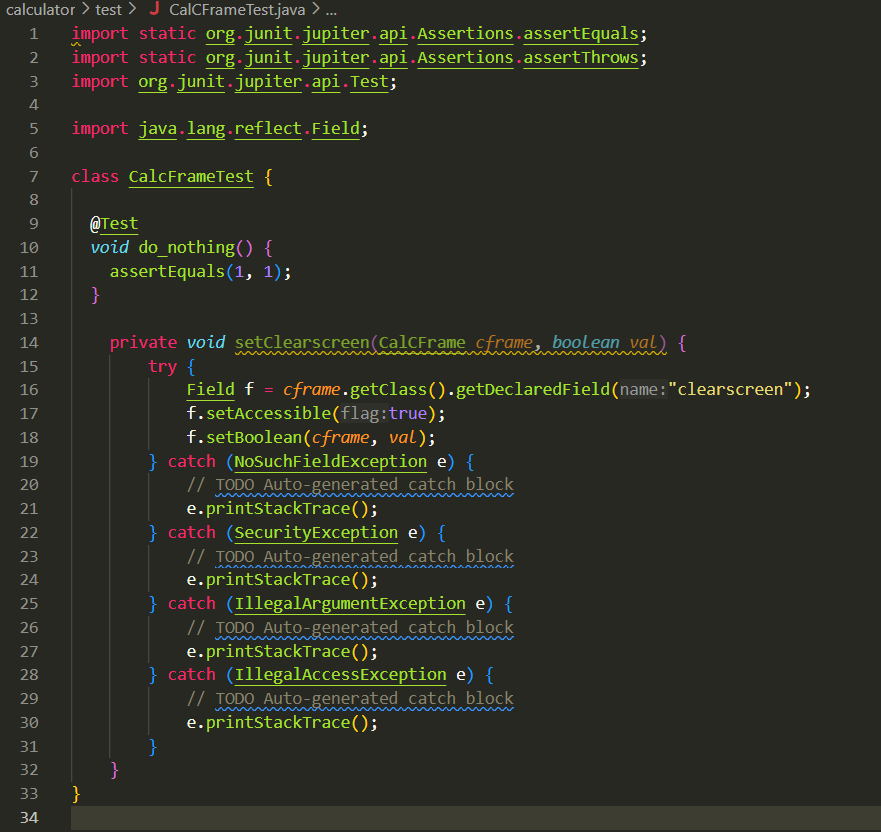 calculator > test > J CalCFrameTest.java > ...
1 import static org.junit.jupiter.api.Assertions.assertEquals;
2 import static org.junit.jupiter.api.Assertions.assertThrows;
3 import org.junit.jupiter.api.Test;
4
5 import java.lang.reflect.Field;
6
7 class CalcFrameTest {
8
9 @Test
10 void do_nothing() {
11 assertEquals(1, 1);
12 }
13
14 private void setClearscreen(CalCFrame cframe, boolean val) {
15 try {
16 Field f = cframe.getClass().getDeclaredField(name:"clearscreen");
17 f.setAccessible(flag:true);
18 f.setBoolean(cframe, val);
19 } catch (NoSuchFieldException e) {
20 // TODO Auto-generated catch block
21 e.printStackTrace();
22 } catch (SecurityException e) {
23 // TODO Auto-generated catch block
24 e.printStackTrace();
25 } catch (IllegalArgumentException e) {
26 // TODO Auto-generated catch block
27 e.printStackTrace();
28 } catch (IllegalAccessException e) {
29 // TODO Auto-generated catch block
30 e.printStackTrace();
31 }
32 }
33 }
34